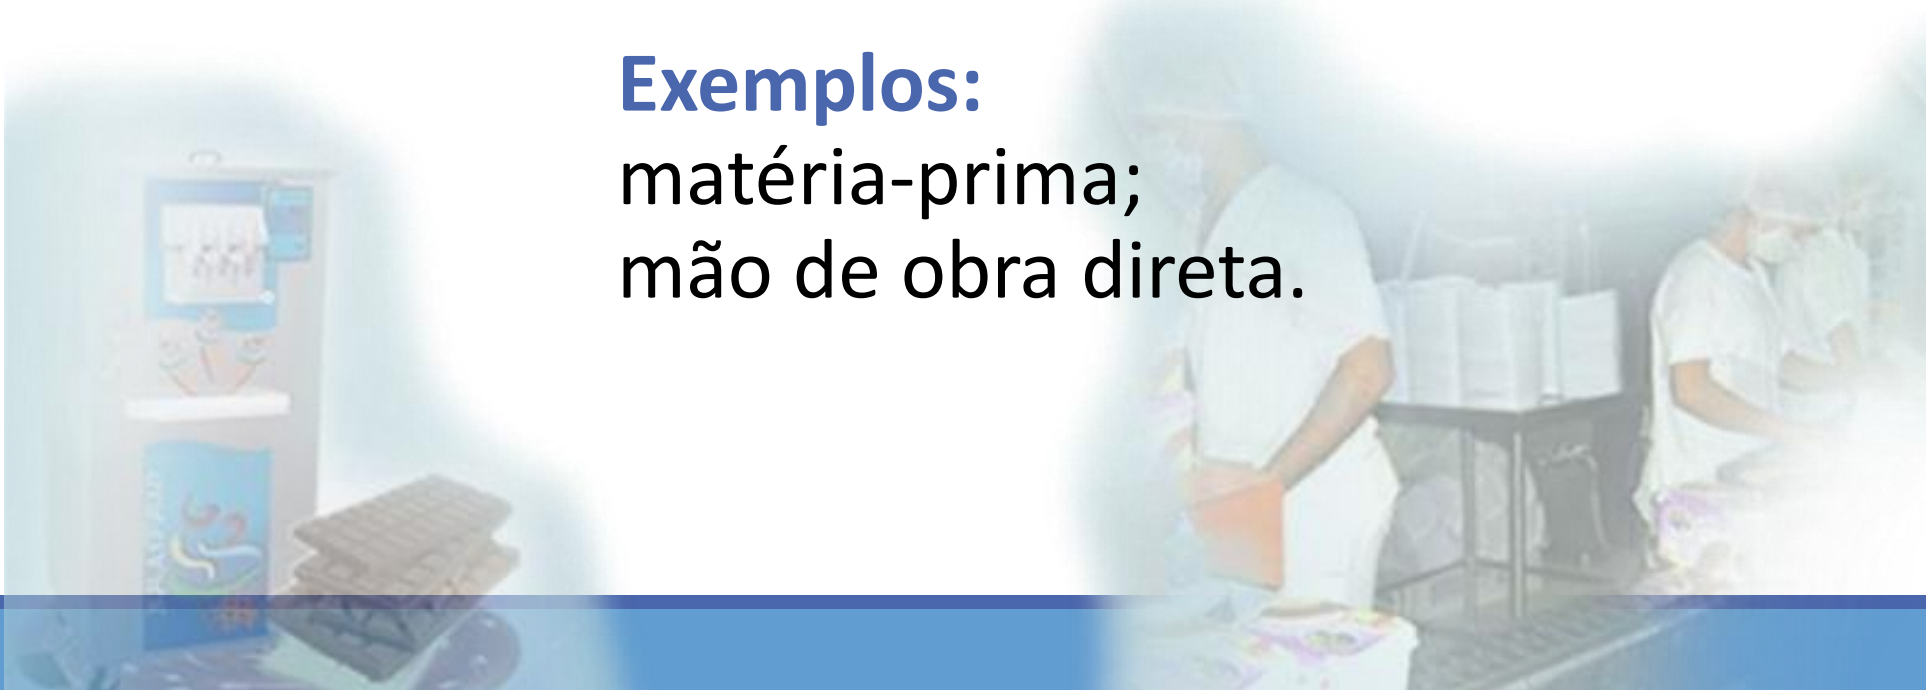 Exemplos:
matéria-prima;
mão de obra direta.